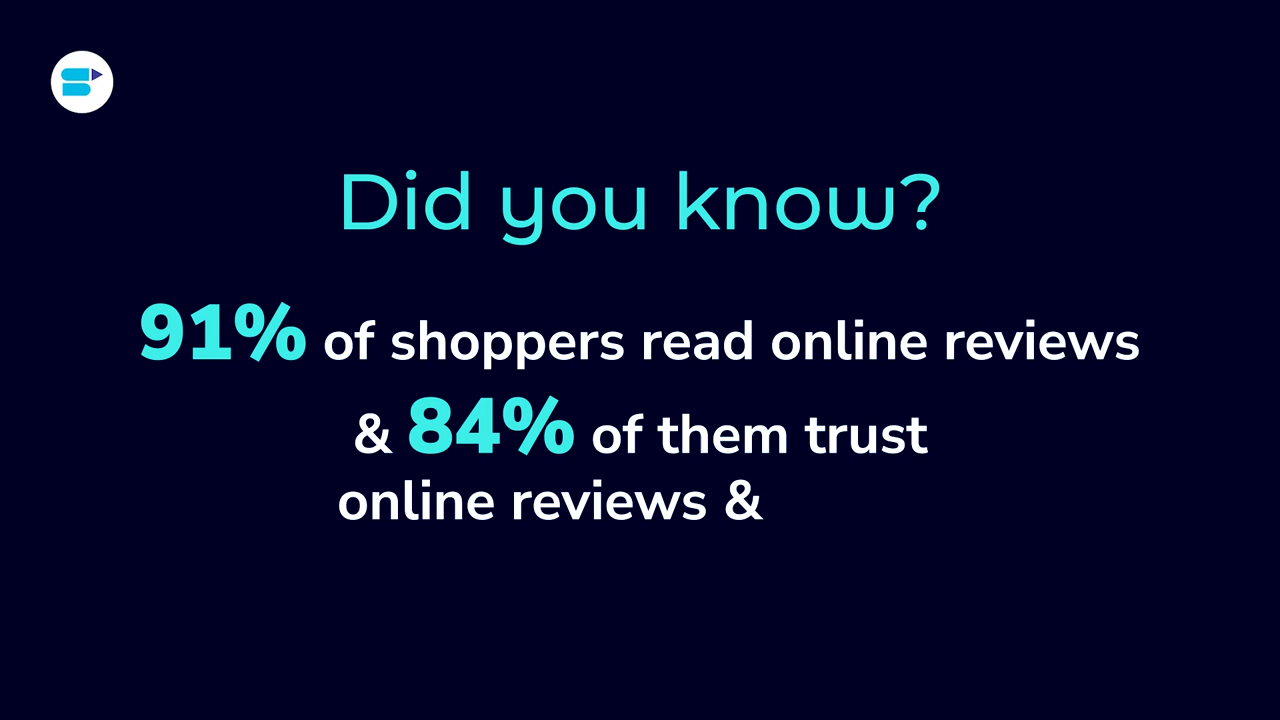 Did you know?
91% of shoppers read online reviews
& 84% of them trust
online reviews &